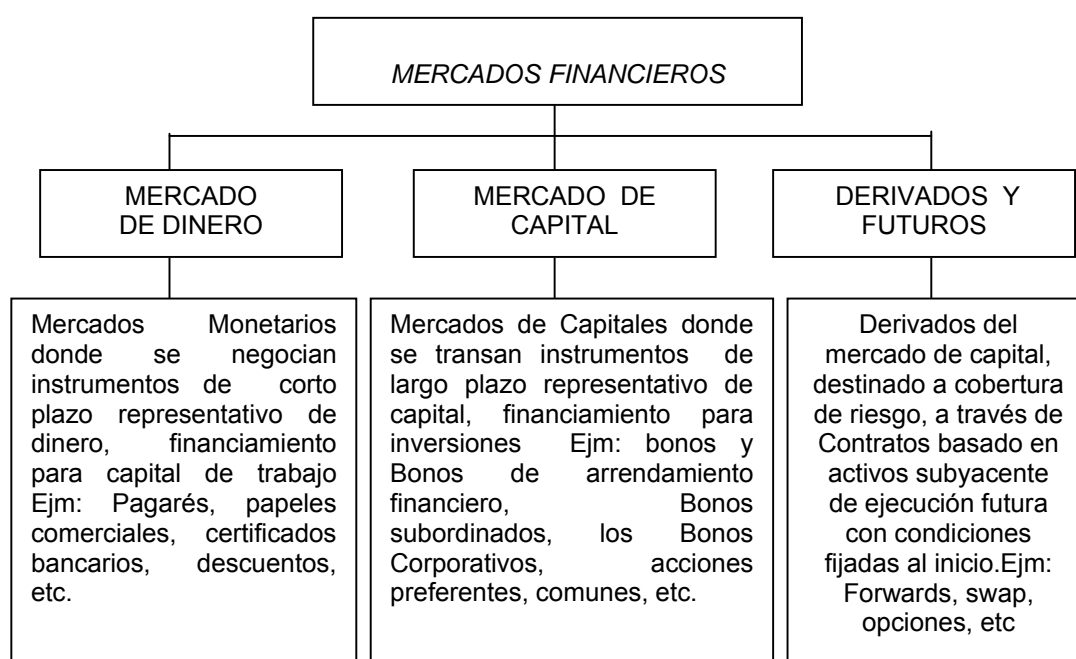 MERCADOS FINANCIEROS
MERCADO
DE DINERO
MERCADO DE
CAPITAL
DERIVADOS Y
FUTUROS
Mercados Monetarios
donde se negocian
instrumentos de corto
plazo representativo de
dinero, financiamiento
para capital de trabajo
Ejm: Pagarés, papeles
comerciales, certificados
bancarios, descuentos,
etc.
Mercados de Capitales donde
se transan instrumentos de
largo plazo representativo de
capital, financiamiento para
inversiones Ejm: bonos y
Bonos de arrendamiento
financiero, Bonos
subordinados, los Bonos
Corporativos, acciones
preferentes, comunes, etc.
Derivados del
mercado de capital,
destinado a cobertura
de riesgo, a través de
Contratos basado en
activos subyacente
de ejecución futura
con condiciones
fijadas al inicio.Ejm:
Forwards, swap,
opciones, etc